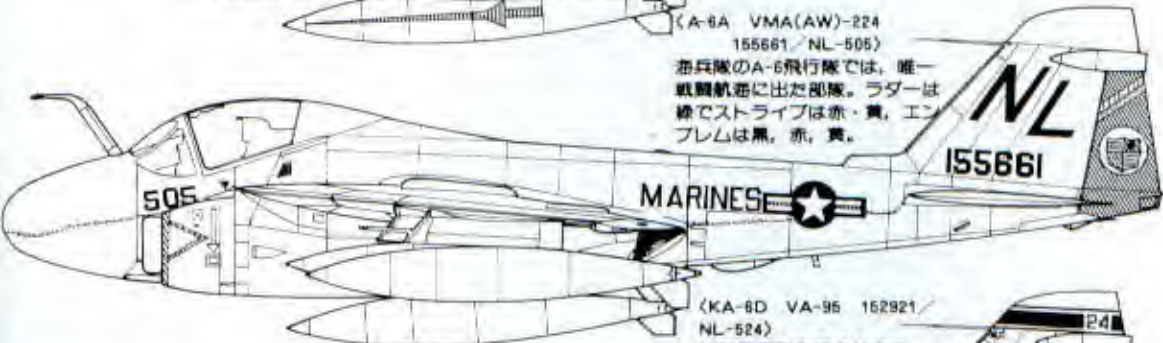 〈A-6A VMA(AW)-224
155661/NL-505〉
海兵隊のA-6飛行隊では，唯一
戦闘航海に出た部隊。ラダーは
緑でストライプは赤・黄，エン
ブレムは黒，赤，黄。
NL
155661
505
MARINES
〈KA-6D VA-95 152921/
NL-524〉
24